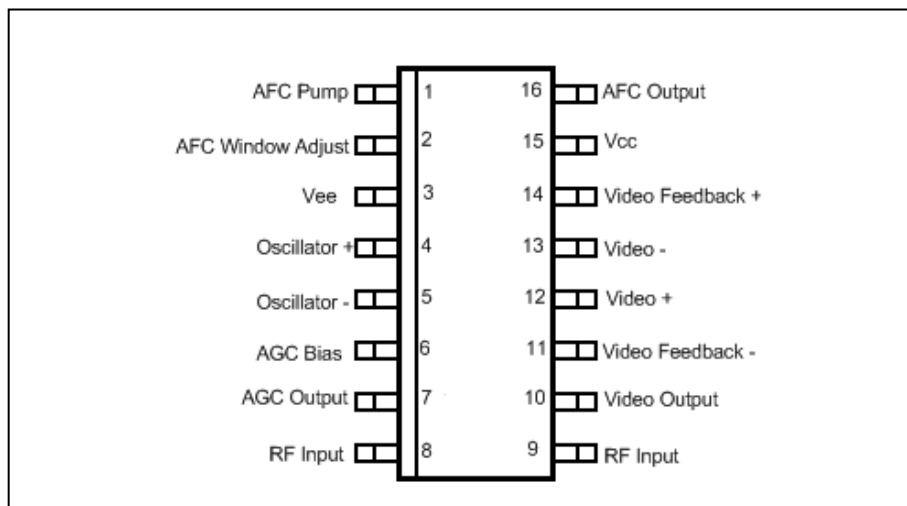 AFC Pump 1 16 AFC Output
AFC Window Adjust 2 15 Vcc
Vee 3 14 Video Feedback +
Oscillator + 4 13 Video -
Oscillator - 5 12 Video +
AGC Bias 6 11 Video Feedback -
AGC Output 7 10 Video Output
RF Input 8 9 RF Input